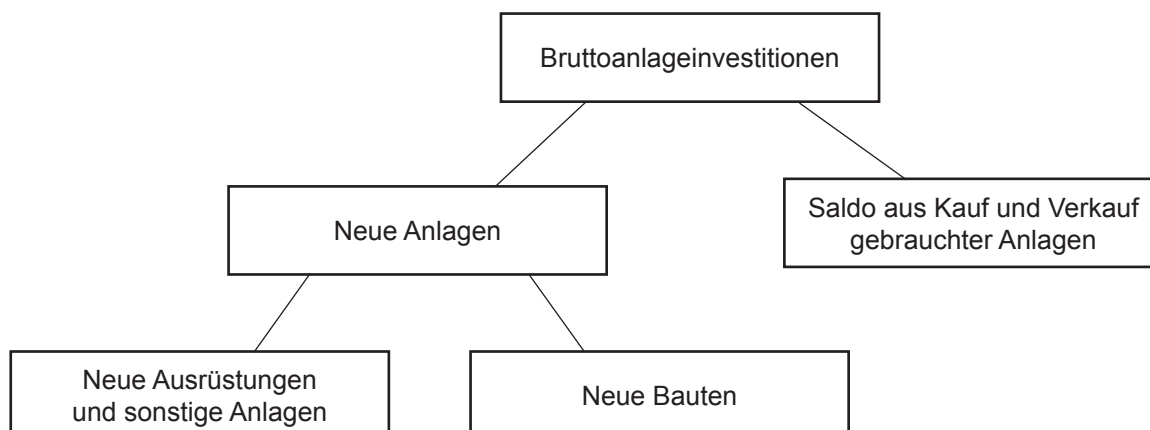 Bruttoanlageinvestitionen
Neue Anlagen
Saldo aus Kauf und Verkauf
gebrauchter Anlagen
Neue Ausrüstungen
und sonstige Anlagen
Neue Bauten